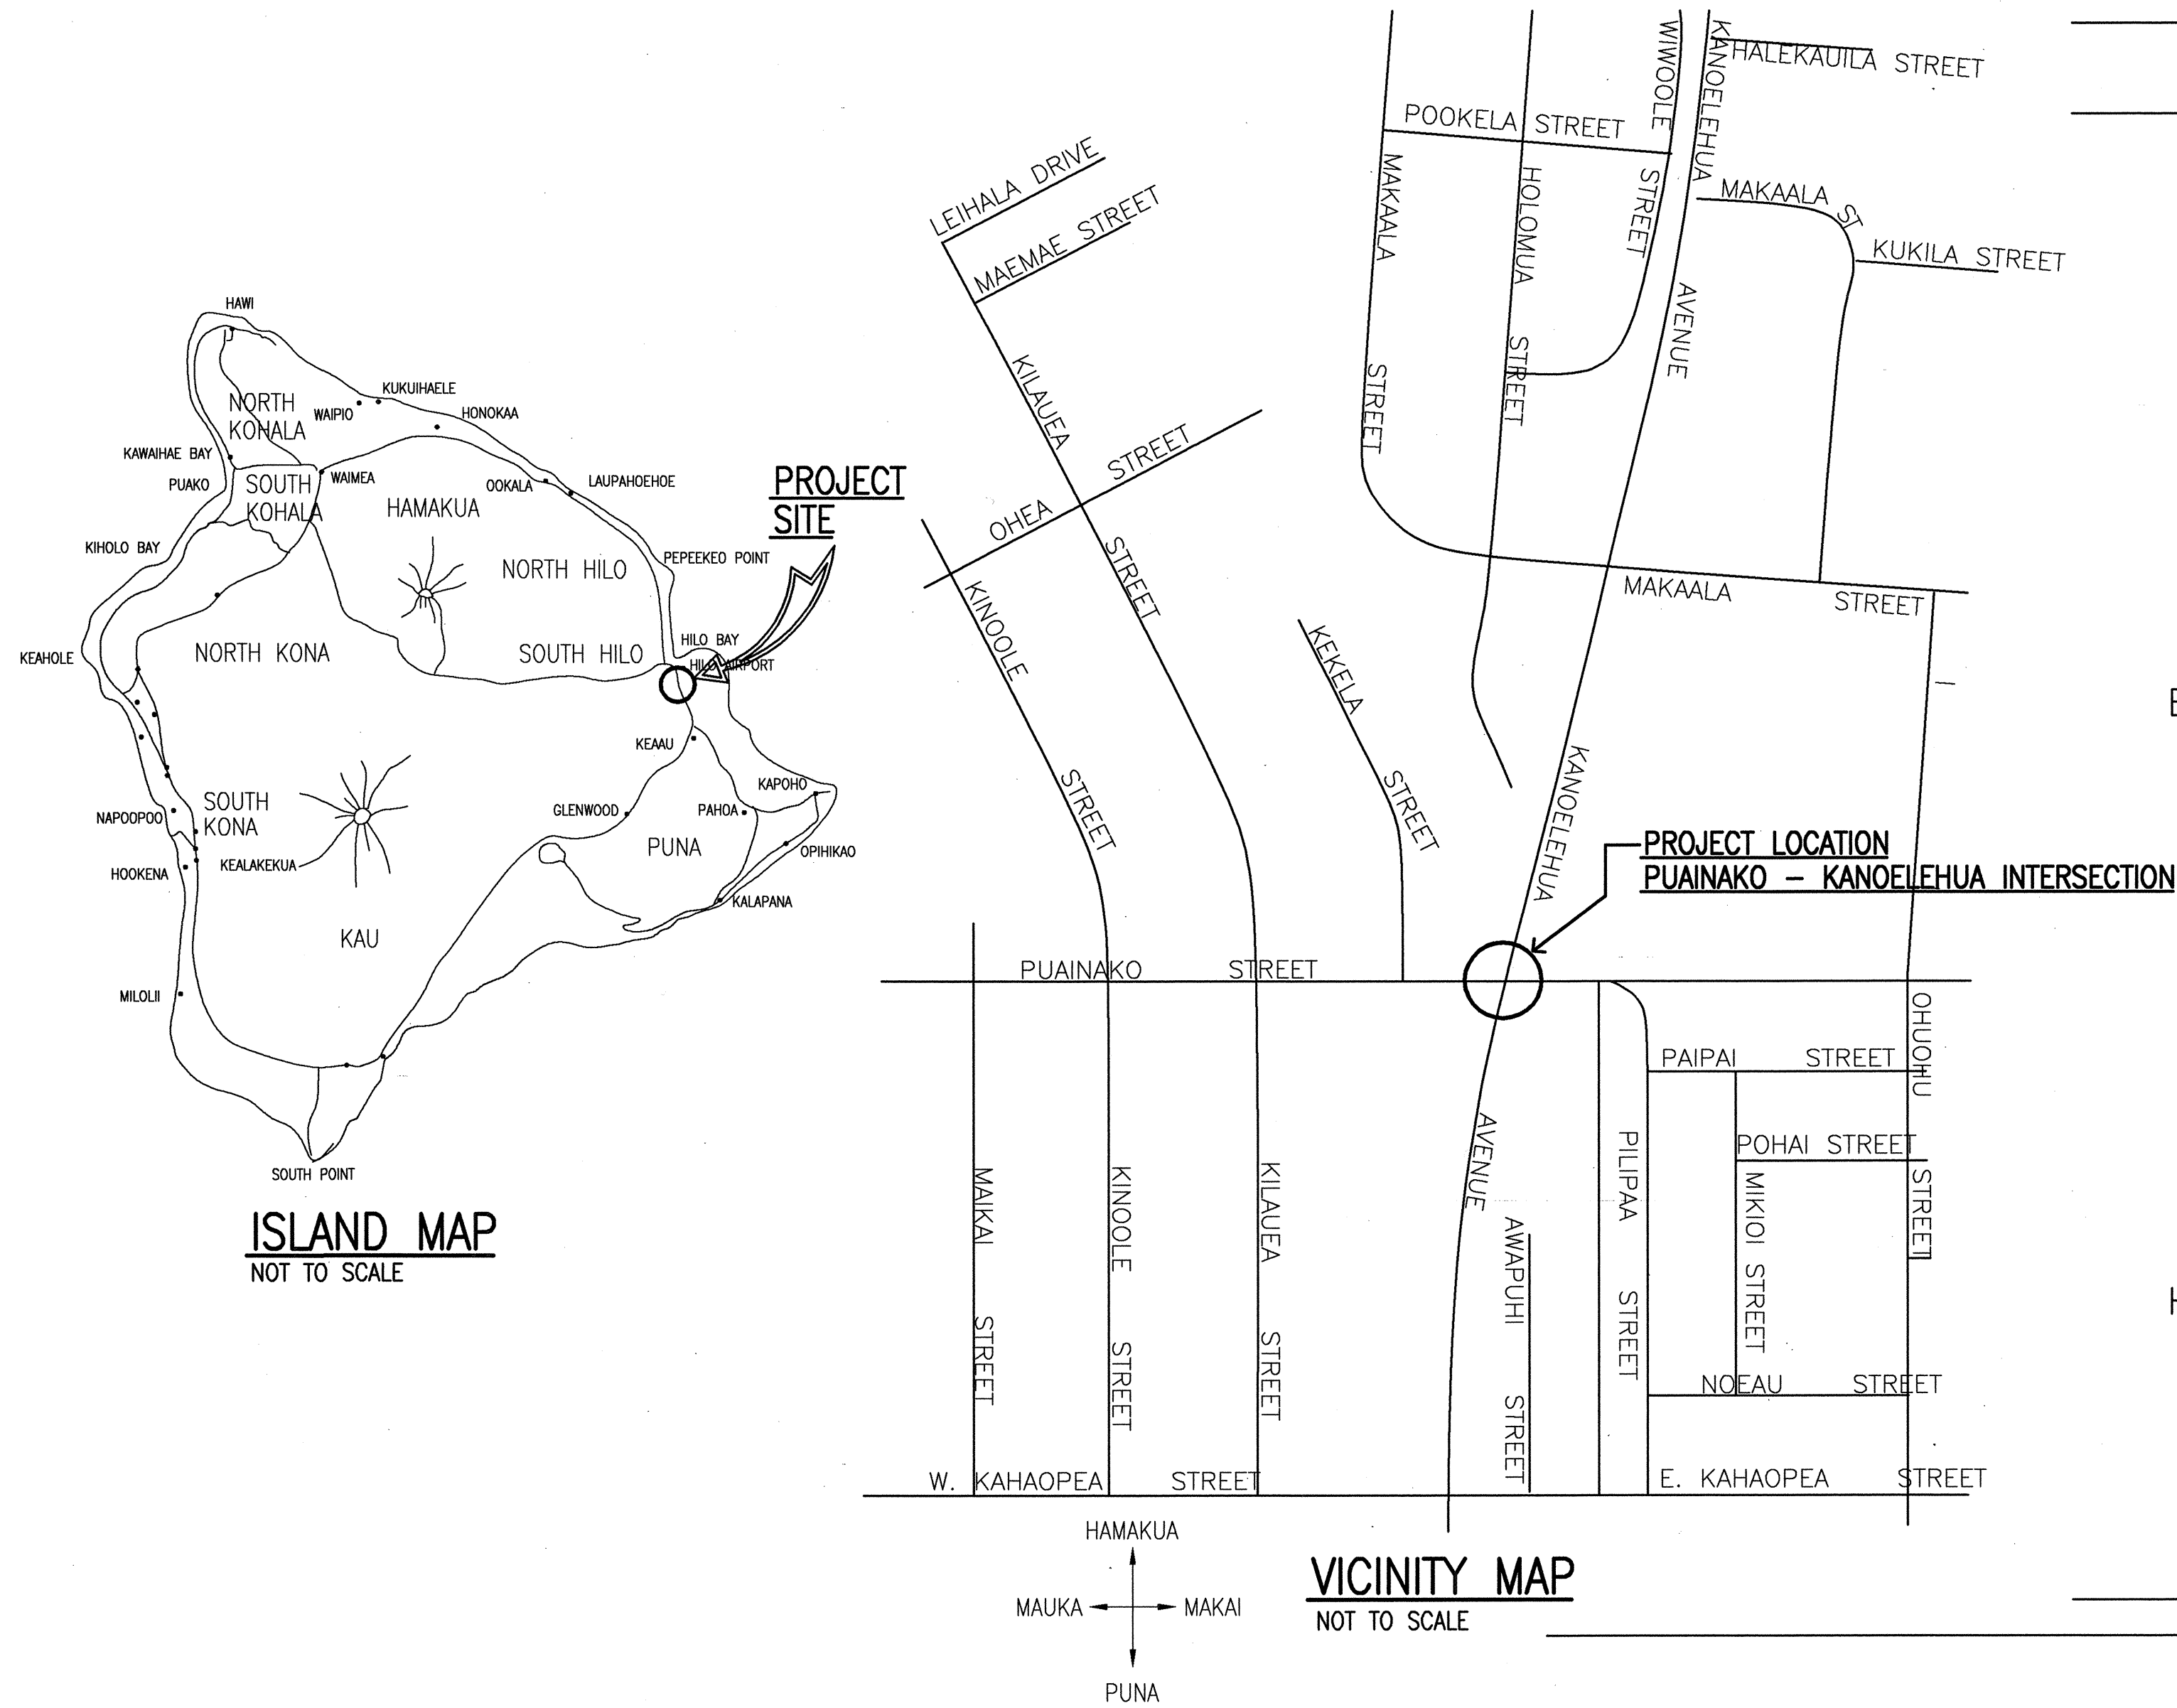 HAWI
KUKUIHAELE
WAIPIO
HONOKAA
NORTH
KOHALA
KAWAIHAE BAY
PUAKO
SOUTH
KOHALA
WAIMEA
HAMAKUA
OOKALA
LAUPAHOEHOE
PROJECT
SITE
KIHOLO BAY
NORTH HILO
PEPEEKEO POINT
KEAHOLE
NORTH KONA
SOUTH HILO
HILO BAY
HILO AIRPORT
KEAAU
KAPOHO
NAPOOPOO
SOUTH
KONA
GLENWOOD
PAHOA
PUNA
OPIHIKAO
HOOKENA
KEALAKEKUA
KALAPANA
KAU
MILOLII
SOUTH POINT
ISLAND MAP
NOT TO SCALE
WIWOOLE STREET
KANOELEHUA AVENUE
HALEKAUILA STREET
POOKELA STREET
MAKAALA STREET
HOLOMUA STREET
MAKAALA ST
KUKILA STREET
LEIHALA DRIVE
MAEMAE STREET
KILAUEA STREET
OHEA STREET
KINOOLE STREET
KEKELA STREET
MAKAALA STREET
KANOELEHUA AVENUE
PROJECT LOCATION
PUAINAKO – KANOELEHUA INTERSECTION
PUAINAKO STREET
OHUOHU STREET
PAIPAI STREET
POHAI STREET
MIKIOI STREET
PILIPAA STREET
AWAPUHI STREET
MAIKAI STREET
KINOOLE STREET
KILAUEA STREET
NOEAU STREET
W. KAHAOPEA STREET
E. KAHAOPEA STREET
HAMAKUA
MAUKA
MAKAI
PUNA
VICINITY MAP
NOT TO SCALE